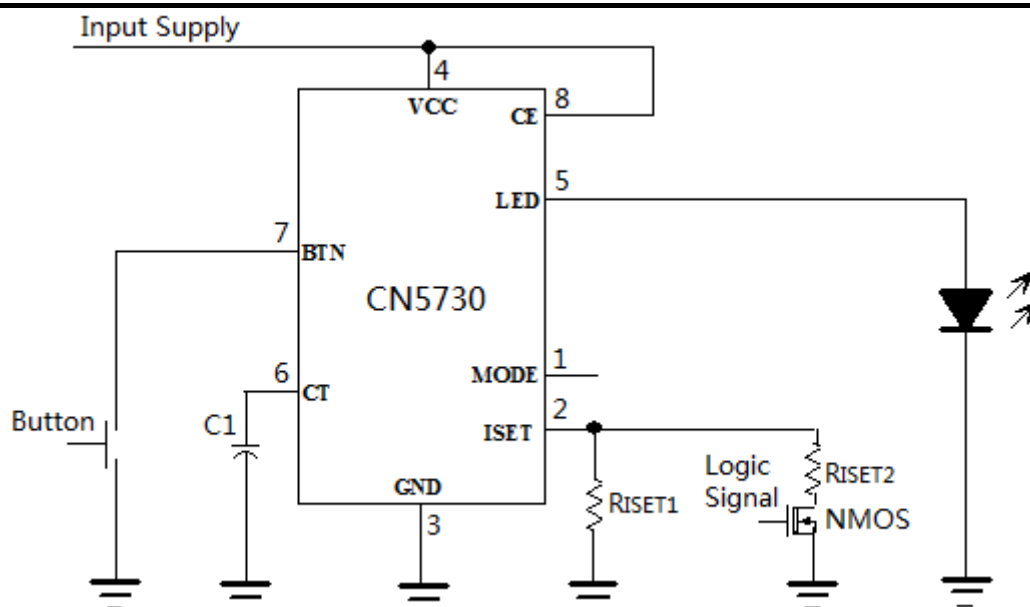 Input Supply
4
VCC
8
CE
5
LED
7
BTN
CN5730
6
CT
1
MODE
2
ISET
Button
C1
Logic
Signal
RISET2
RISET1
NMOS
GND
3